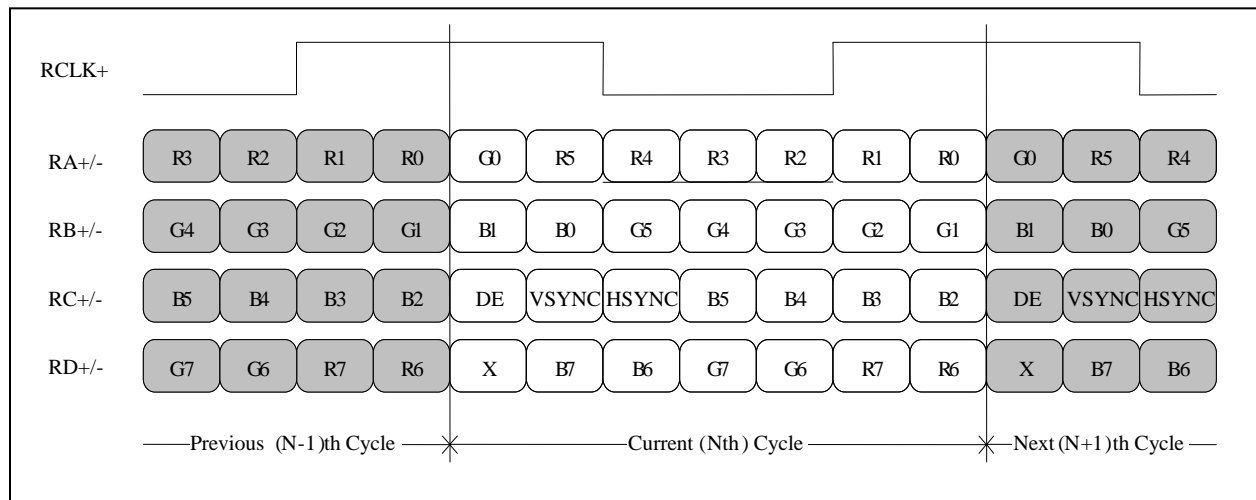 RCLK+
RA+/- R3 R2 R1 R0 G0 R5 R4 R3 R2 R1 R0 G0 R5 R4
RB+/- G4 G3 G2 G1 B1 B0 G5 G4 G3 G2 G1 B1 B0 G5
RC+/- B5 B4 B3 B2 DE VSYNC HSYNC B5 B4 B3 B2 DE VSYNC HSYNC
RD+/- G7 G6 R7 R6 X B7 B6 G7 G6 R7 R6 X B7 B6
Previous (N-1)th Cycle Current (Nth) Cycle Next (N+1)th Cycle